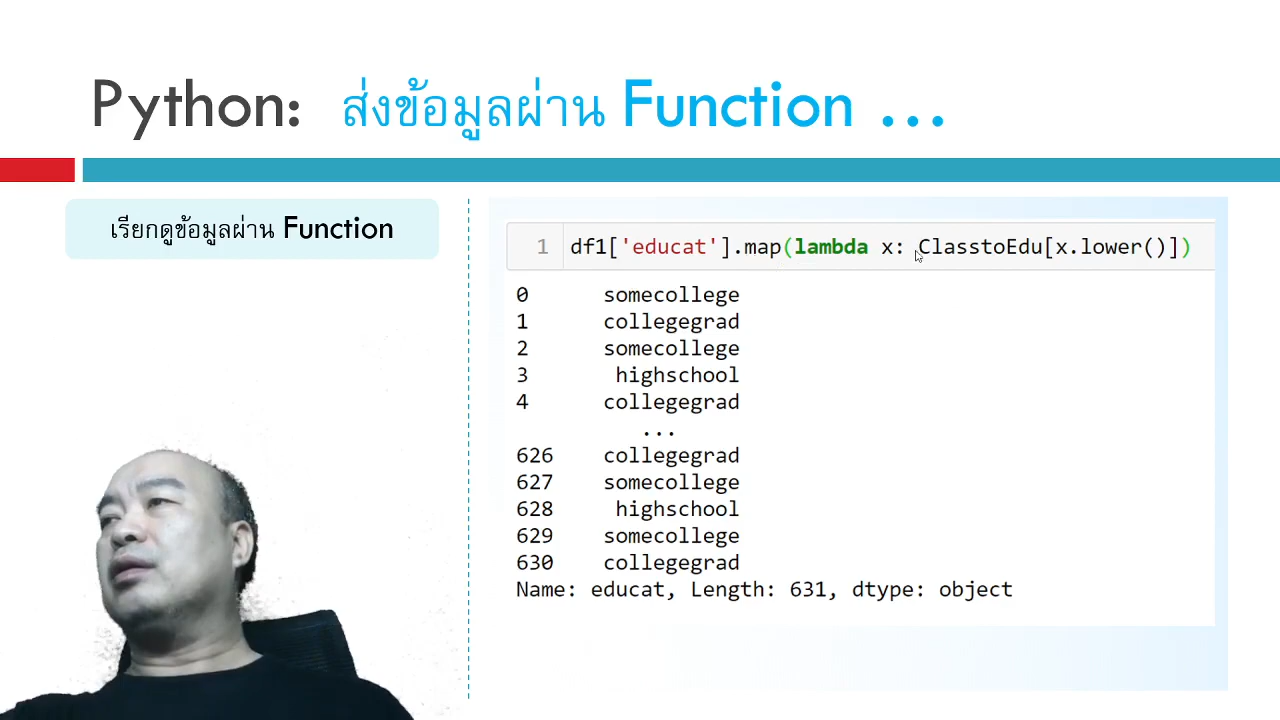 Python: ส่งข้อมูลผ่าน Function ...
เรียกดูข้อมูลผ่าน Function
1 df1['educat'].map(lambda x: ClasstoEdu[x.lower()])
0 somecollege
1 collegegrad
2 somecollege
3 highschool
4 collegegrad
...
626 collegegrad
627 somecollege
628 highschool
629 somecollege
630 collegegrad
Name: educat, Length: 631, dtype: object